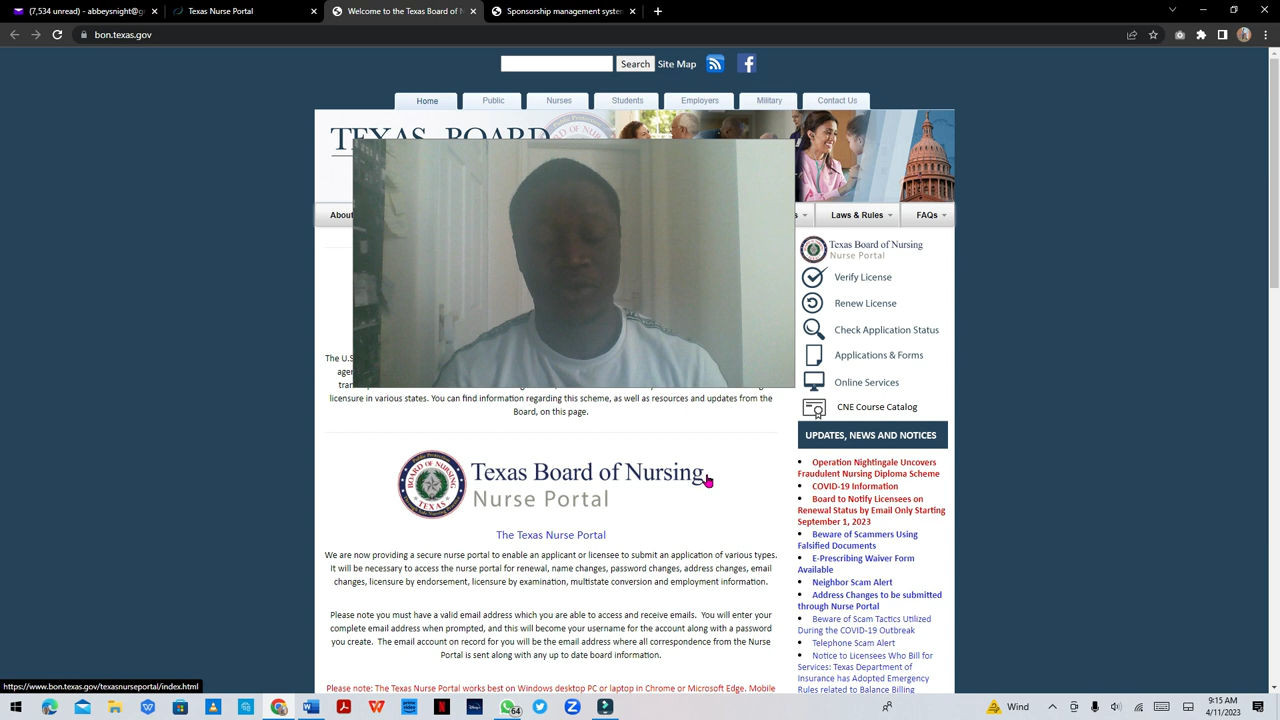 (7,534 unread) - abbeysnight@g
Texas Board of Nursing
Welcome to the Texas Board of N
Sponsorship system
bon.texas.gov
Search
Site Map
Home
Public
Nurses
Students
Employers
Military
Contact Us
TEXAS BOARD
About
Laws & Rules
FAQs
Texas Board of Nursing
Nurse Portal
Verify License
Renew License
Check Application Status
Applications & Forms
Online Services
CNE Course Catalog
The U.S
licensure in various states. You can find information regarding this scheme, as well as resources and updates from the
Board, on this page.
Texas Board of Nursing
Nurse Portal
The Texas Nurse Portal
We are now providing a secure nurse portal to enable an applicant or licensee to submit an application of various types.
It will be necessary to access the nurse portal for renewal, name changes, password changes, address changes, email
changes, licensure by endorsement, licensure by examination, multistate conversion and employment information.
Please note you must have a valid email address which you are able to access and receive emails. You will enter your
complete email address when prompted, and this will become your username for the account along with a password
you create. The email account on record for you will be the email address where all correspondence from the Nurse
Portal is sent along with any up to date board information.
Please note: The Texas Nurse Portal works best on Windows desktop PC or laptop in Chrome or Microsoft Edge. Mobile
UPDATES, NEWS AND NOTICES
Operation Nightingale Uncovers
Fraudulent Nursing Diploma Scheme
COVID-19 Information
Board to Notify Licensees on
Renewal Status by Email Only Starting
September 1, 2023
Beware of Scammers Using
Falsified Documents
E-Prescribing Waiver Form
Available
Neighbor Scam Alert
Address Changes to be submitted
through Nurse Portal
Beware of Scam Tactics Utilized
During the COVID-19 Outbreak
Telephone Scam Alert
Notice to Licensees Who Bill for
Services: Texas Department of
Insurance has Adopted Emergency
Rules related to Balance Billing
https://www.bon.texas.gov/texasnurseportal/index.html
64
Wind
9:15 AM
4/11/2023